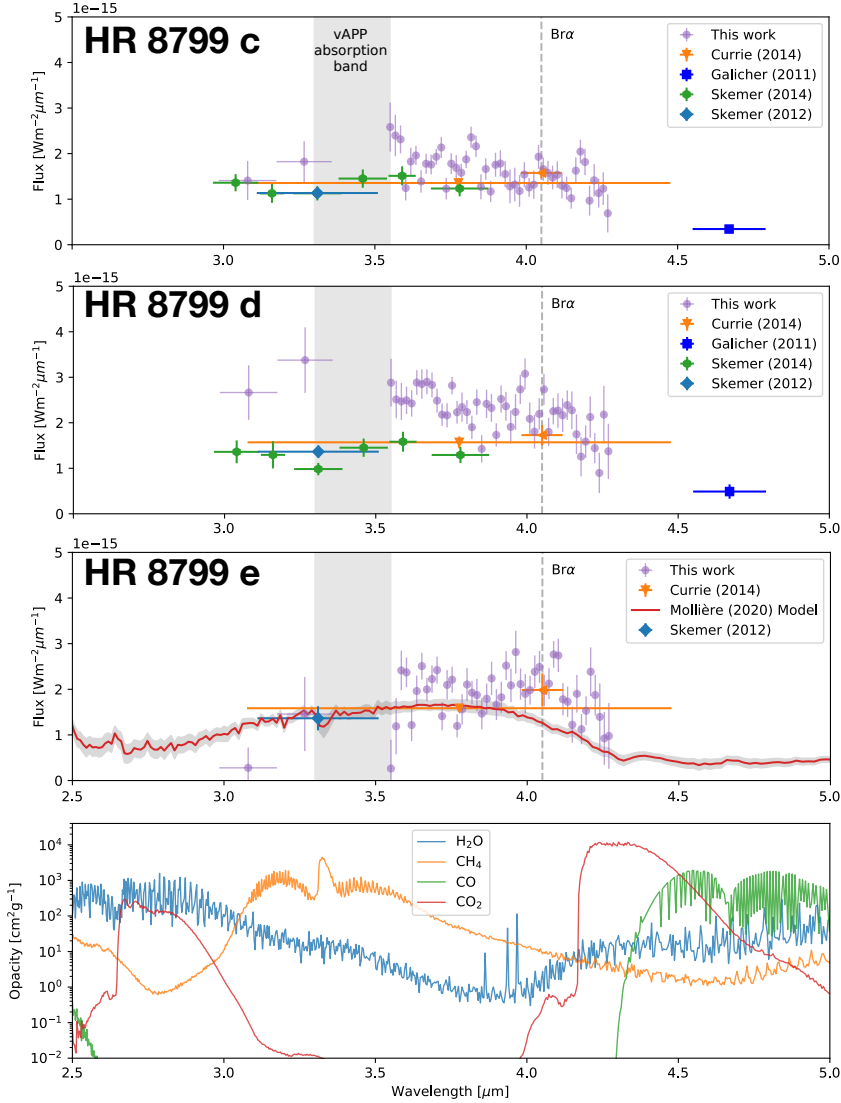 1e−15
HR 8799 c
vAPP
absorption
band
Brα
This work
Currie (2014)
Galicher (2011)
Skemer (2014)
Skemer (2012)
Flux [Wm⁻²μm⁻¹]
5
4
3
2
1
0
2.5
3.0
3.5
4.0
4.5
5.0
1e−15
HR 8799 d
Brα
This work
Currie (2014)
Galicher (2011)
Skemer (2014)
Skemer (2012)
Flux [Wm⁻²μm⁻¹]
5
4
3
2
1
0
2.5
3.0
3.5
4.0
4.5
5.0
1e−15
HR 8799 e
Brα
This work
Currie (2014)
Mollière (2020) Model
Skemer (2012)
Flux [Wm⁻²μm⁻¹]
5
4
3
2
1
0
2.5
3.0
3.5
4.0
4.5
5.0
H₂O
CH₄
CO
CO₂
Opacity [cm²g⁻¹]
10⁴
10³
10²
10¹
10⁰
10⁻¹
10⁻²
2.5
3.0
3.5
4.0
4.5
5.0
Wavelength [μm]